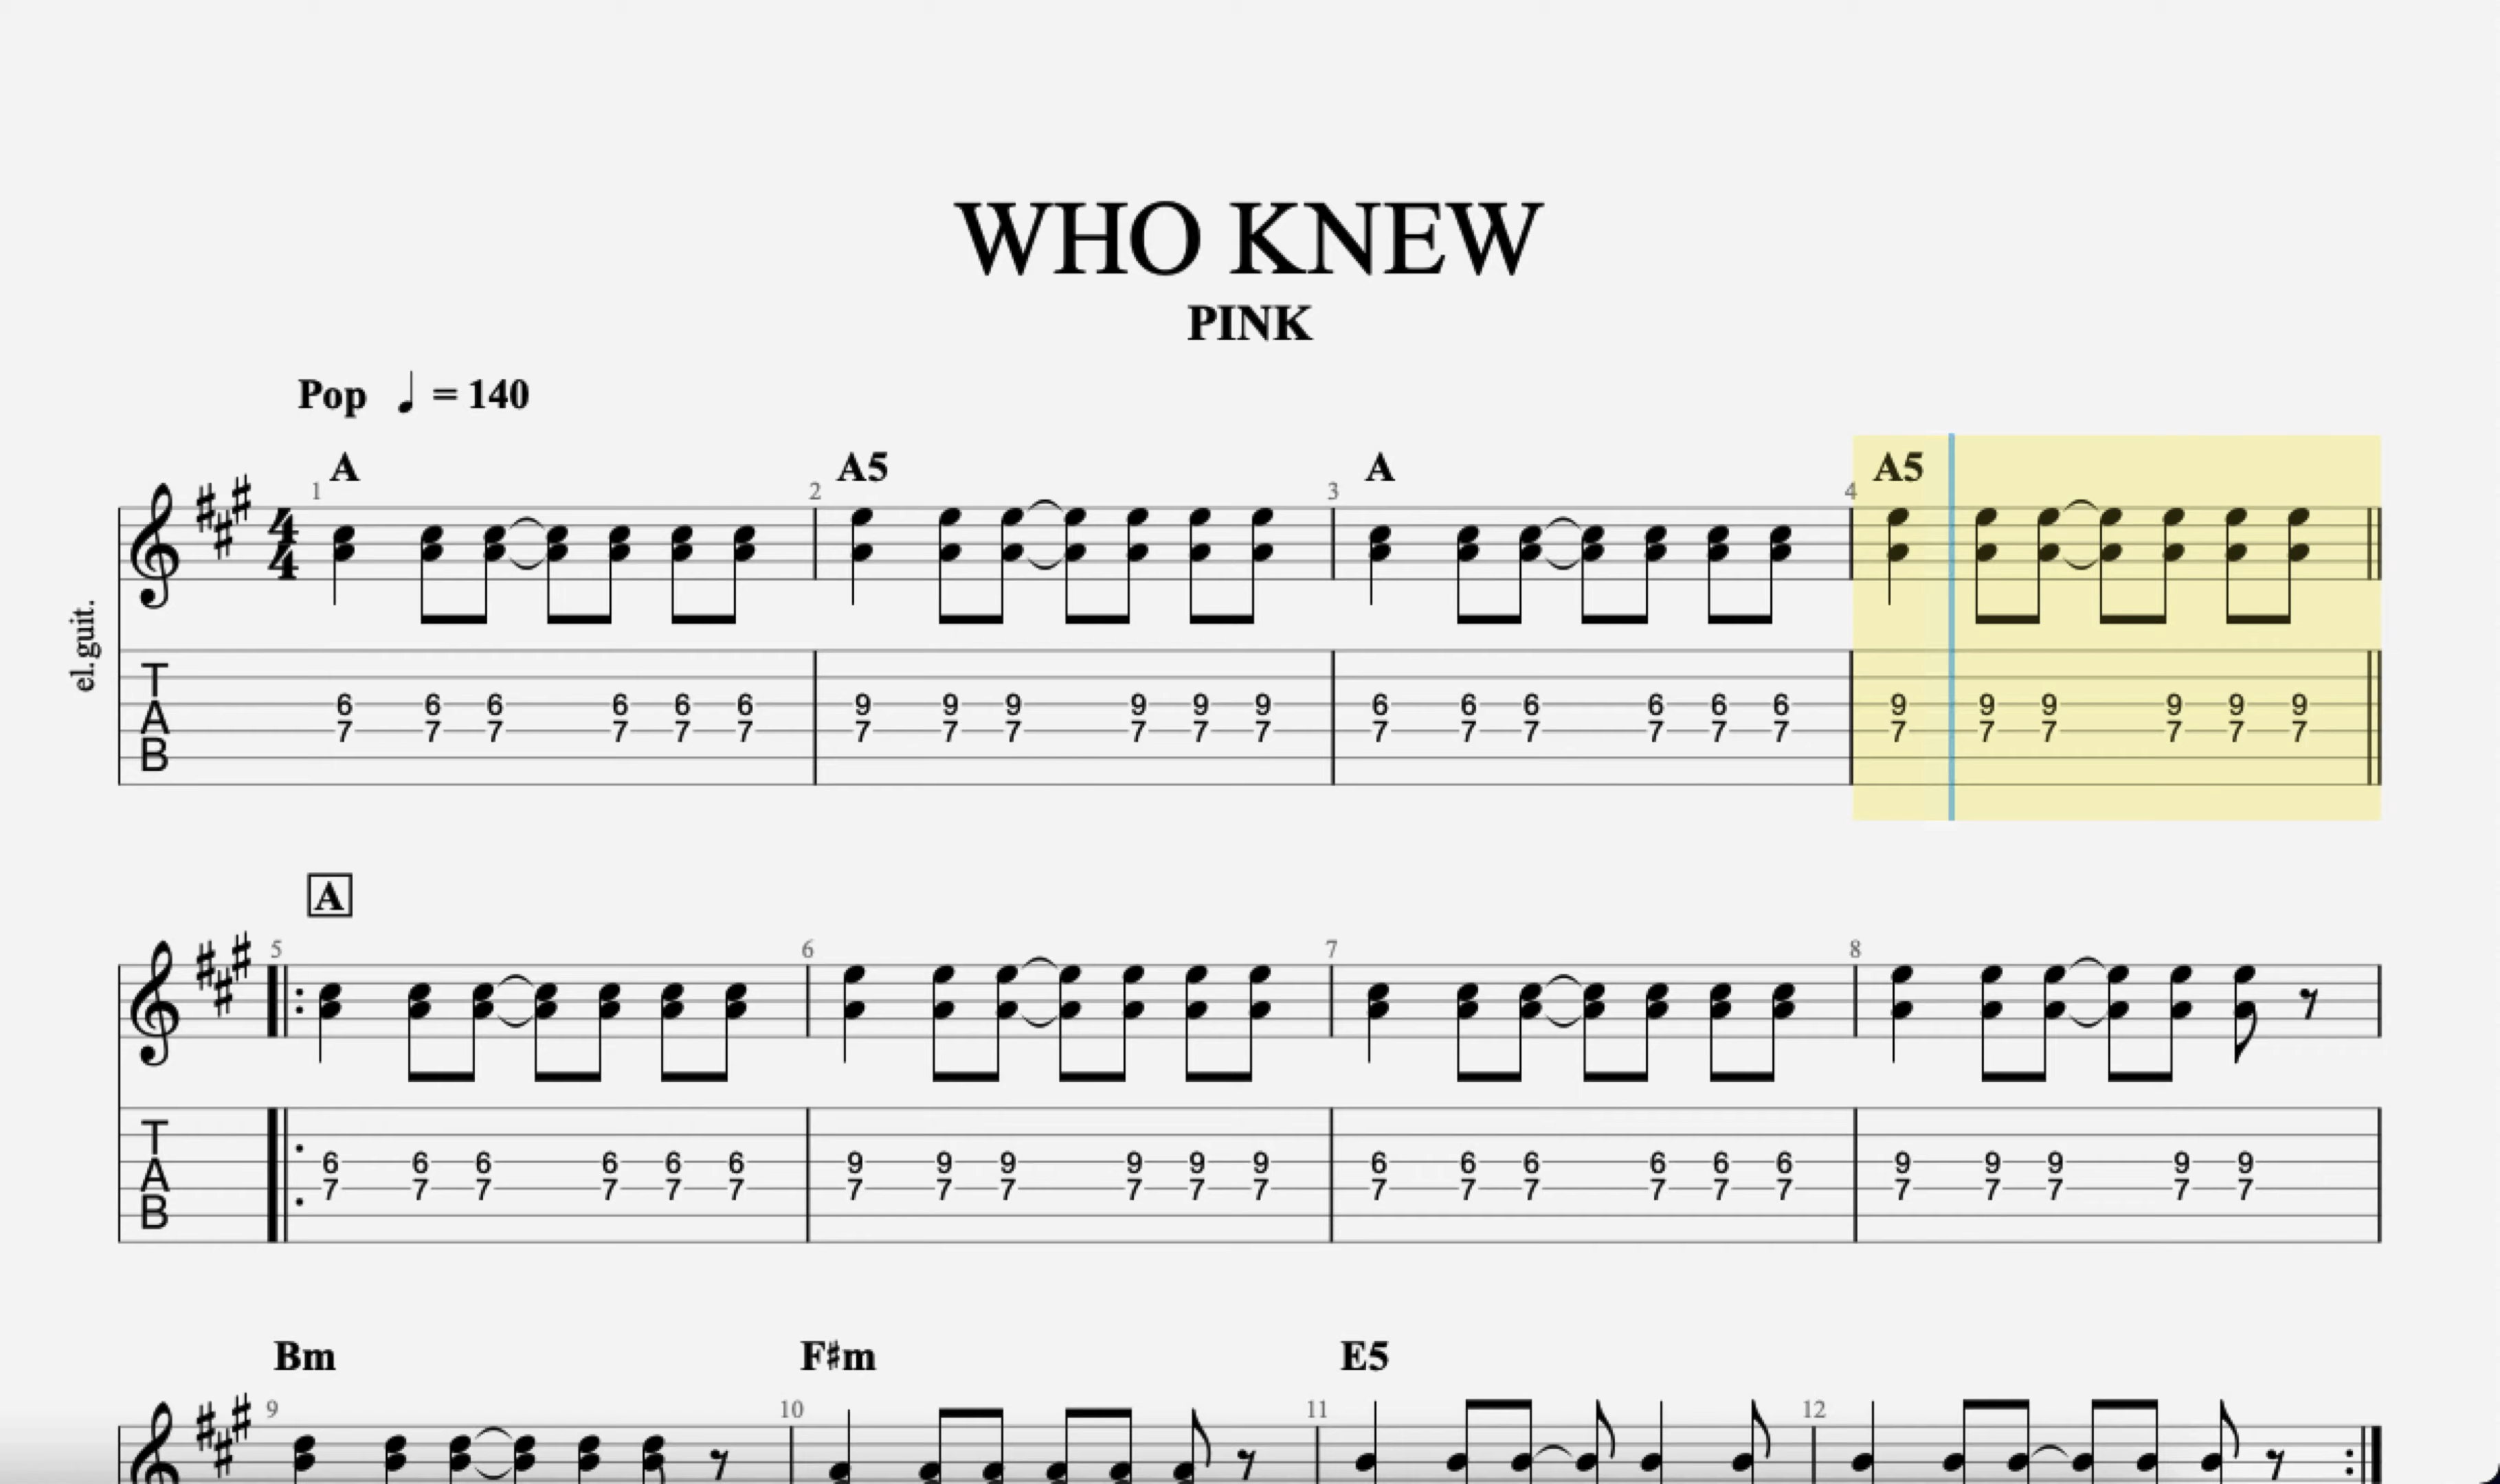 WHO KNEW
PINK
Pop ♩ = 140
A A5 A A5
1 2 3 4
4
4
el.guit.
T
A
B
6 6 6 6 6 6 9 9 9 9 9 9 6 6 6 6 6 6 9 9 9 9 9 9
7 7 7 7 7 7 7 7 7 7 7 7 7 7 7 7 7 7 7 7 7 7 7 7
A
5 6 7 8
T
A
B
6 6 6 6 6 6 9 9 9 9 9 9 6 6 6 6 6 6 9 9 9 9 9
7 7 7 7 7 7 7 7 7 7 7 7 7 7 7 7 7 7 7 7 7 7 7
Bm F♯m E5
9 10 11 12